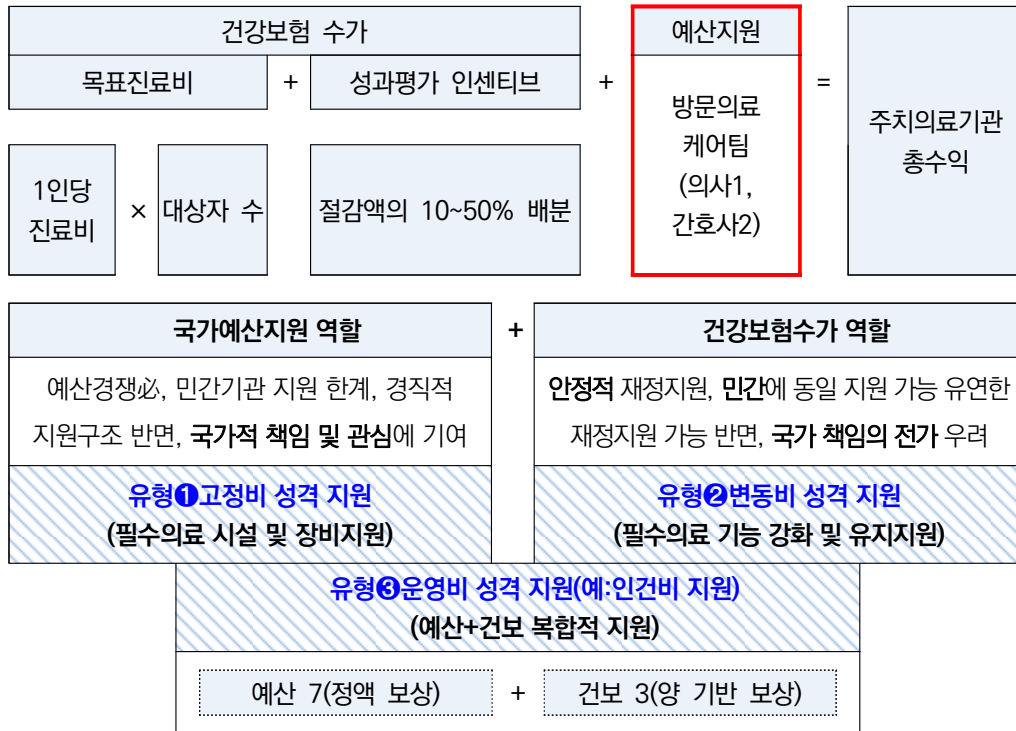 건강보험 수가
예산지원
목표진료비
+
성과평가 인센티브
+
=
주치의료기관
총수익
방문의료
케어팀
(의사1,
간호사2)
1인당
진료비
×
대상자 수
절감액의 10~50% 배분
국가예산지원 역할
+
건강보험수가 역할
예산경쟁必, 민간기관 지원 한계, 경직적
지원구조 반면, 국가적 책임 및 관심에 기여
안정적 재정지원, 민간에 동일 지원 가능 유연한
재정지원 가능 반면, 국가 책임의 전가 우려
유형❶고정비 성격 지원
(필수의료 시설 및 장비지원)
유형❷변동비 성격 지원
(필수의료 기능 강화 및 유지지원)
유형❸운영비 성격 지원(예:인건비 지원)
(예산+건보 복합적 지원)
예산 7(정액 보상)
+
건보 3(양 기반 보상)